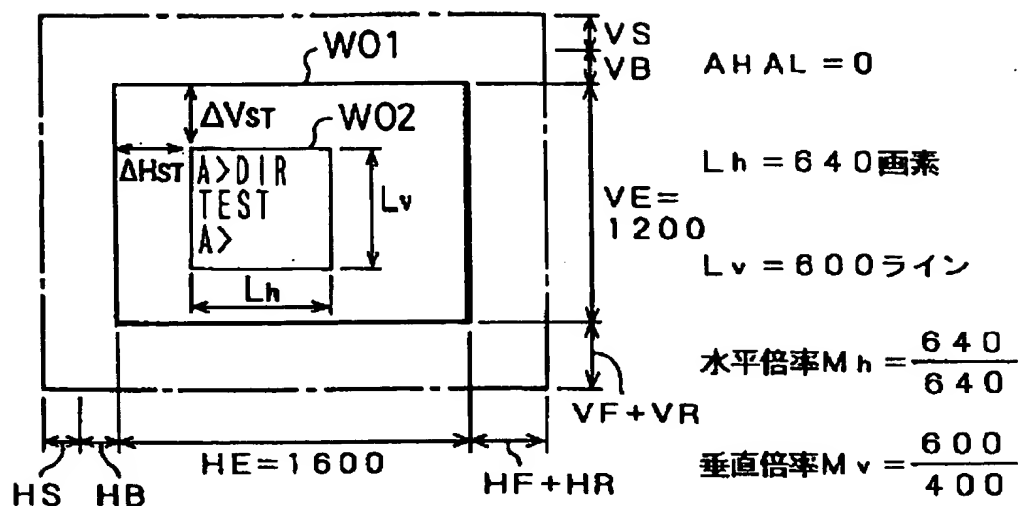 WO1
VS
VB
AHAL=0
ΔVST
WO2
ΔHST
A>DIR
TEST
A>
Lv
Lh
VE=
1200
Lh=640画素
Lv=600ライン
水平倍率Mh=640/640
VF+VR
HE=1600
HS
HB
HF+HR
垂直倍率Mv=600/400